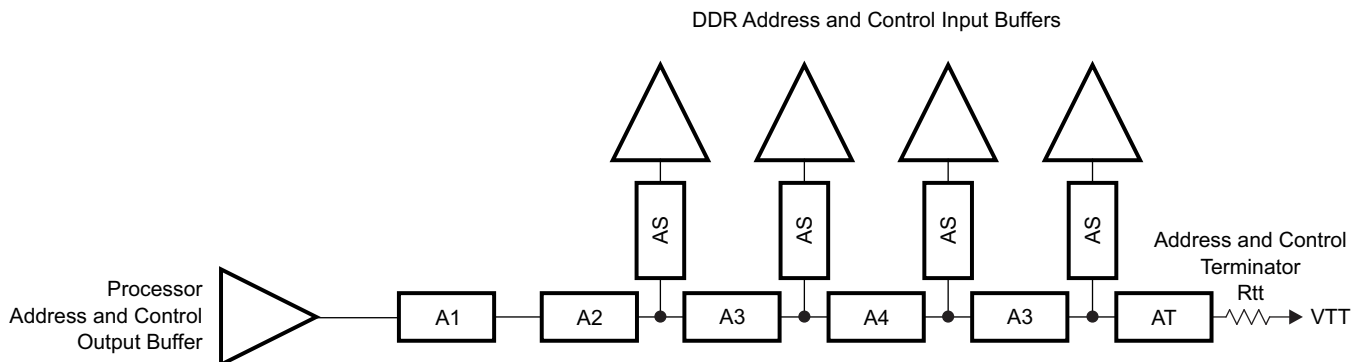 DDR Address and Control Input Buffers
AS
AS
AS
AS
Processor
Address and Control
Output Buffer
A1
A2
A3
A4
A3
AT
Address and Control
Terminator
Rtt
VTT